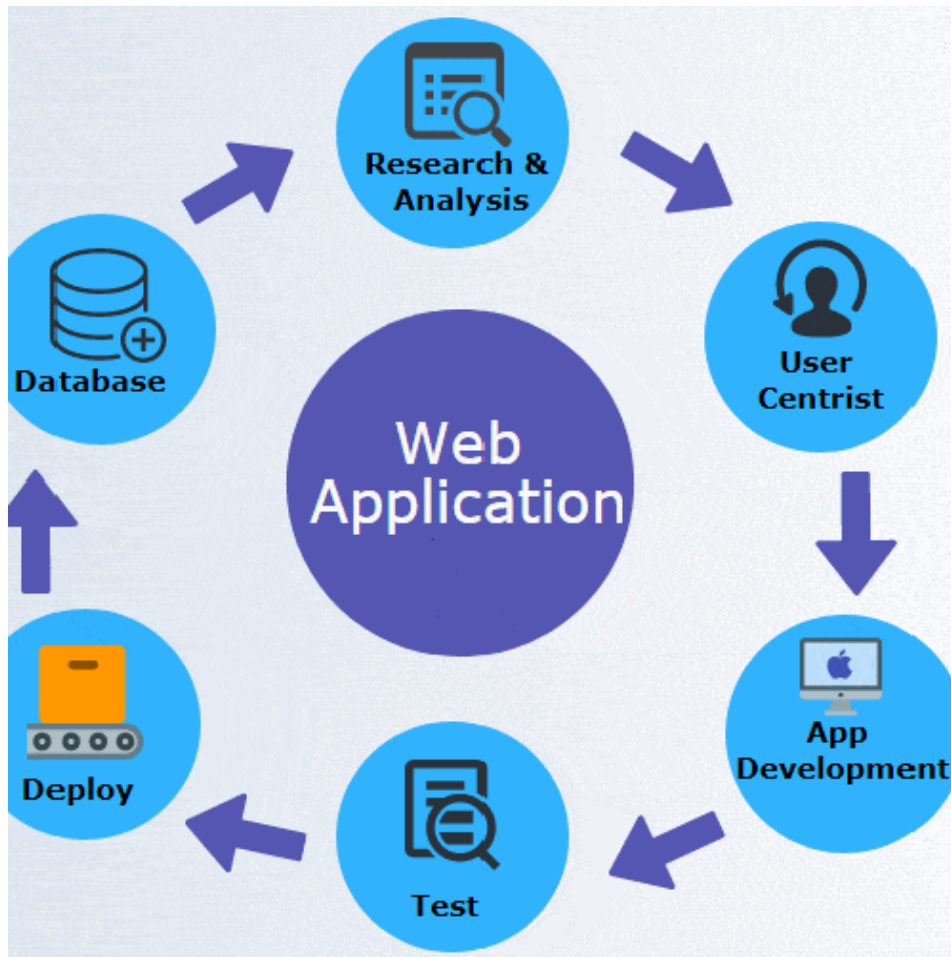 Research &
Analysis
User
Centrist
App
Development
Test
Deploy
Database
Web
Application